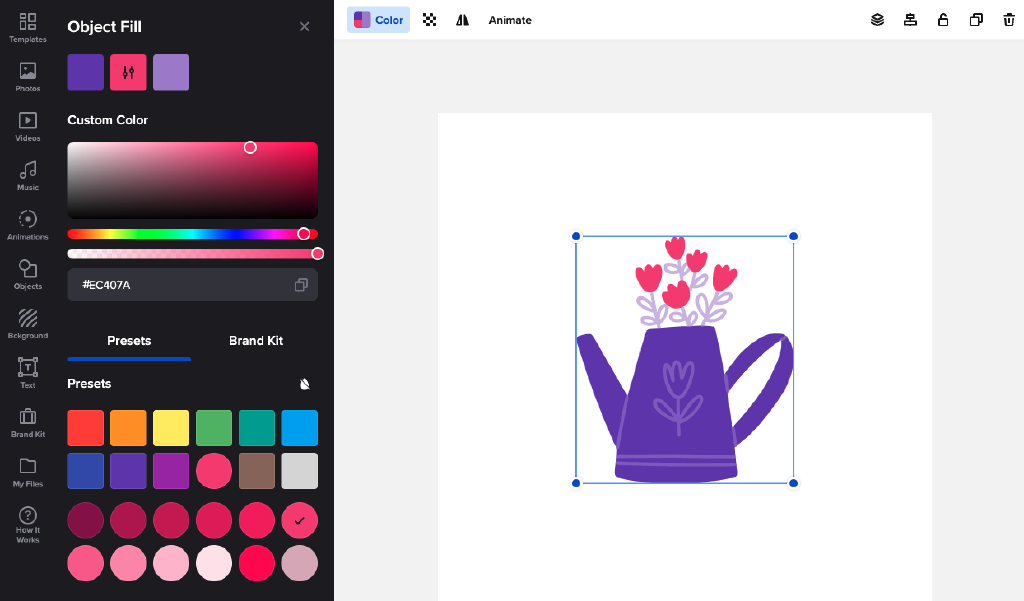 Templates
Photos
Videos
Music
Animations
Objects
Bckground
Text
Brand Kit
My Files
How It
Works
Object Fill
Custom Color
#EC407A
Presets Brand Kit
Presets
Color Animate